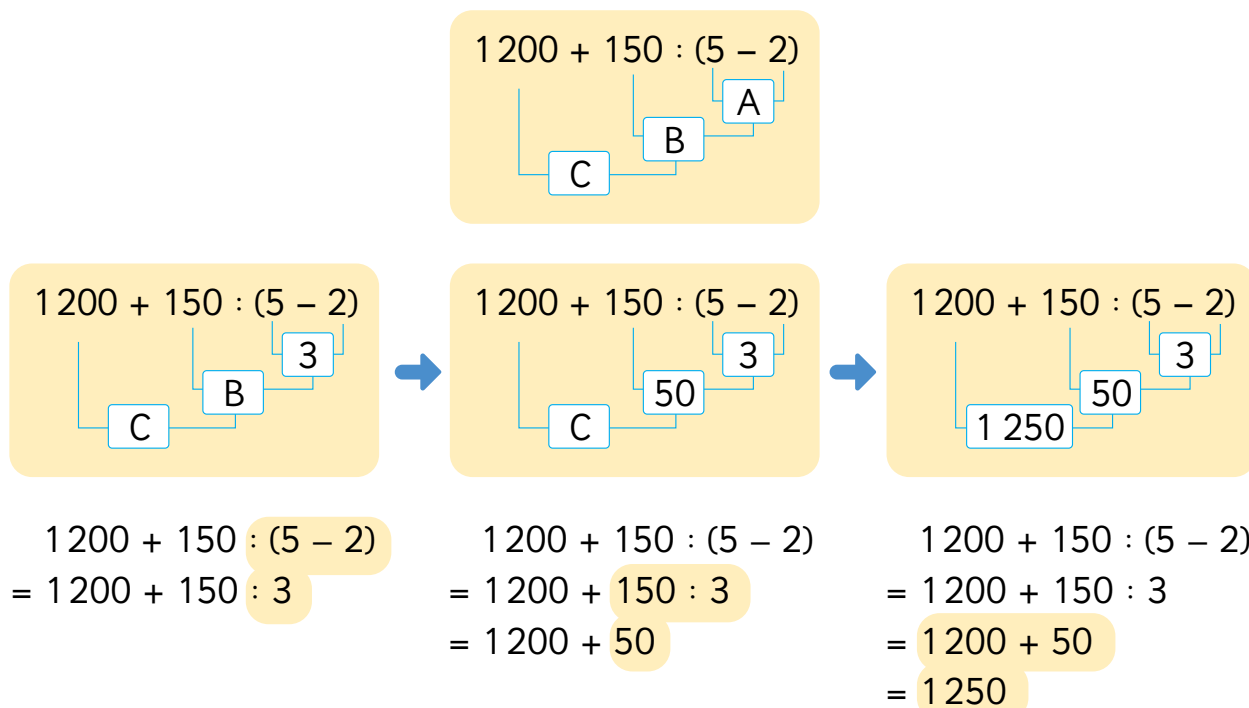 1 200 + 150 : (5 – 2)
A
B
C
1 200 + 150 : (5 – 2)
3
B
C
1 200 + 150 : (5 – 2)
3
50
C
1 200 + 150 : (5 – 2)
3
50
1 250
1 200 + 150 : (5 – 2)
= 1 200 + 150 : 3
1 200 + 150 : (5 – 2)
= 1 200 + 150 : 3
= 1 200 + 50
1 200 + 150 : (5 – 2)
= 1 200 + 150 : 3
= 1 200 + 50
= 1 250